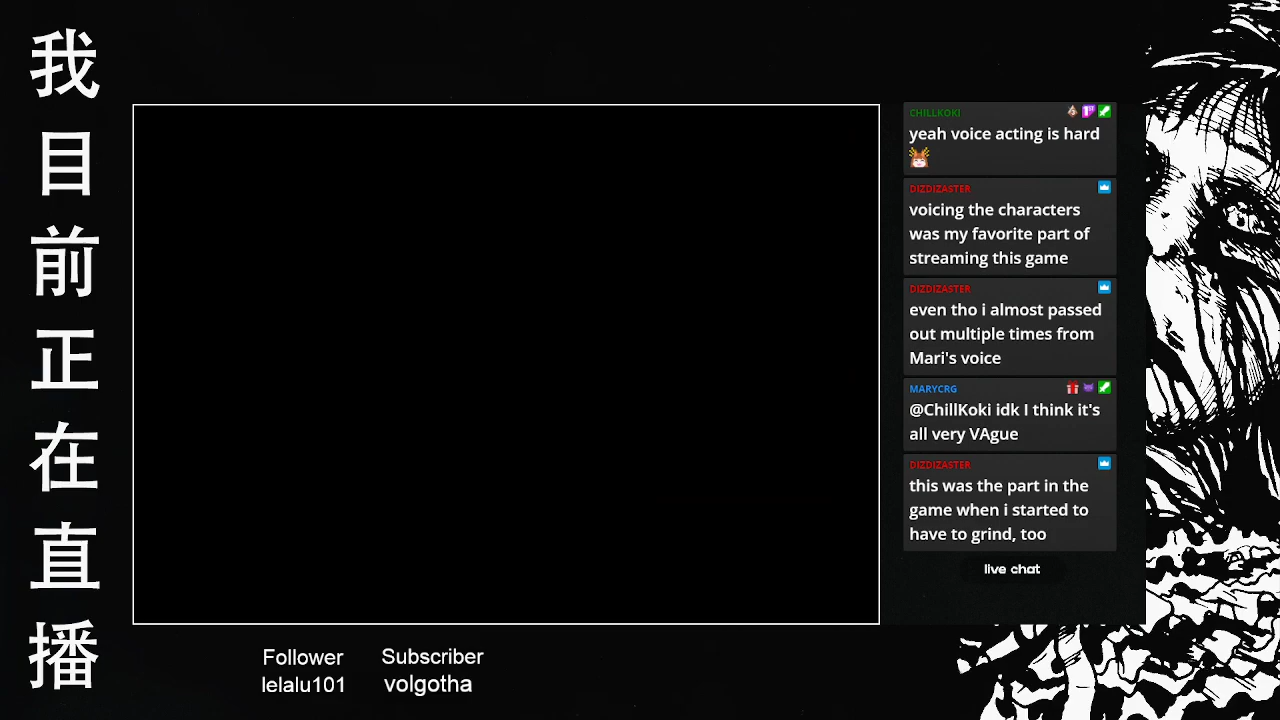 我
目
前
正
在
直
播
CHILLKOKI
yeah voice acting is hard
DIZDIZASTER
voicing the characters
was my favorite part of
streaming this game
DIZDIZASTER
even tho i almost passed
out multiple times from
Mari's voice
MARYCRG
@ChillKoki idk I think it's
all very VAgue
DIZDIZASTER
this was the part in the
game when i started to
have to grind, too
live chat
Follower
lelalu101
Subscriber
volgotha